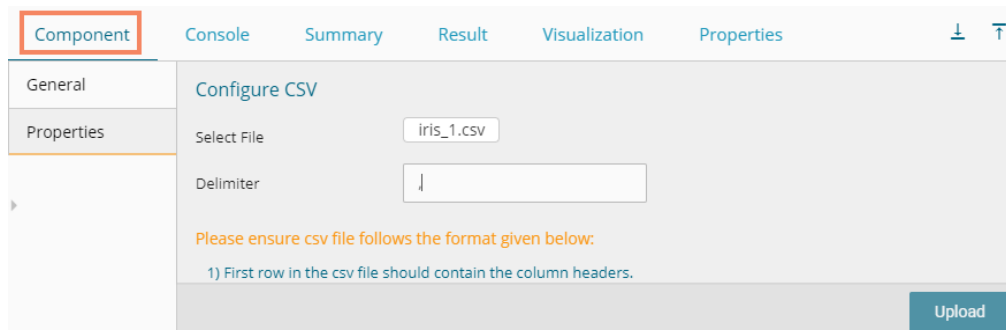 Component Console Summary Result Visualization Properties
General
Properties
Configure CSV
Select File iris_1.csv
Delimiter ,
Please ensure csv file follows the format given below:
1) First row in the csv file should contain the column headers.
Upload